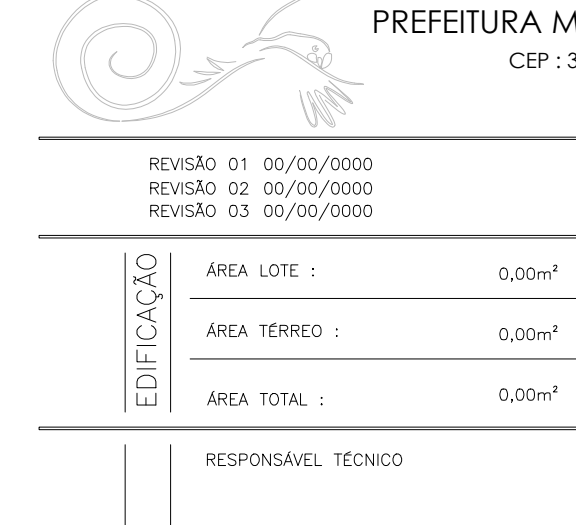 PREFEITURA M
CEP : 3
REVISÃO 01 00/00/0000
REVISÃO 02 00/00/0000
REVISÃO 03 00/00/0000
EDIFICAÇÃO
ÁREA LOTE : 0,00m²
ÁREA TÉRREO : 0,00m²
ÁREA TOTAL : 0,00m²
RESPONSÁVEL TÉCNICO